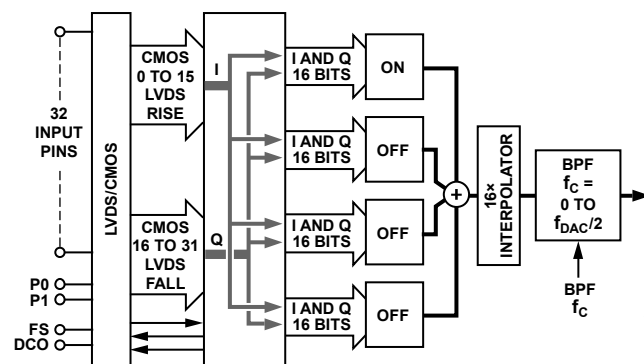 32
INPUT
PINS
P0
P1
FS
DCO
LVDS/CMOS
CMOS
0 TO 15
LVDS
RISE
CMOS
16 TO 31
LVDS
FALL
I
Q
I AND Q
16 BITS
ON
I AND Q
16 BITS
OFF
I AND Q
16 BITS
OFF
I AND Q
16 BITS
OFF
+
16×
INTERPOLATOR
BPF
fC =
0 TO
fDAC/2
BPF
fC